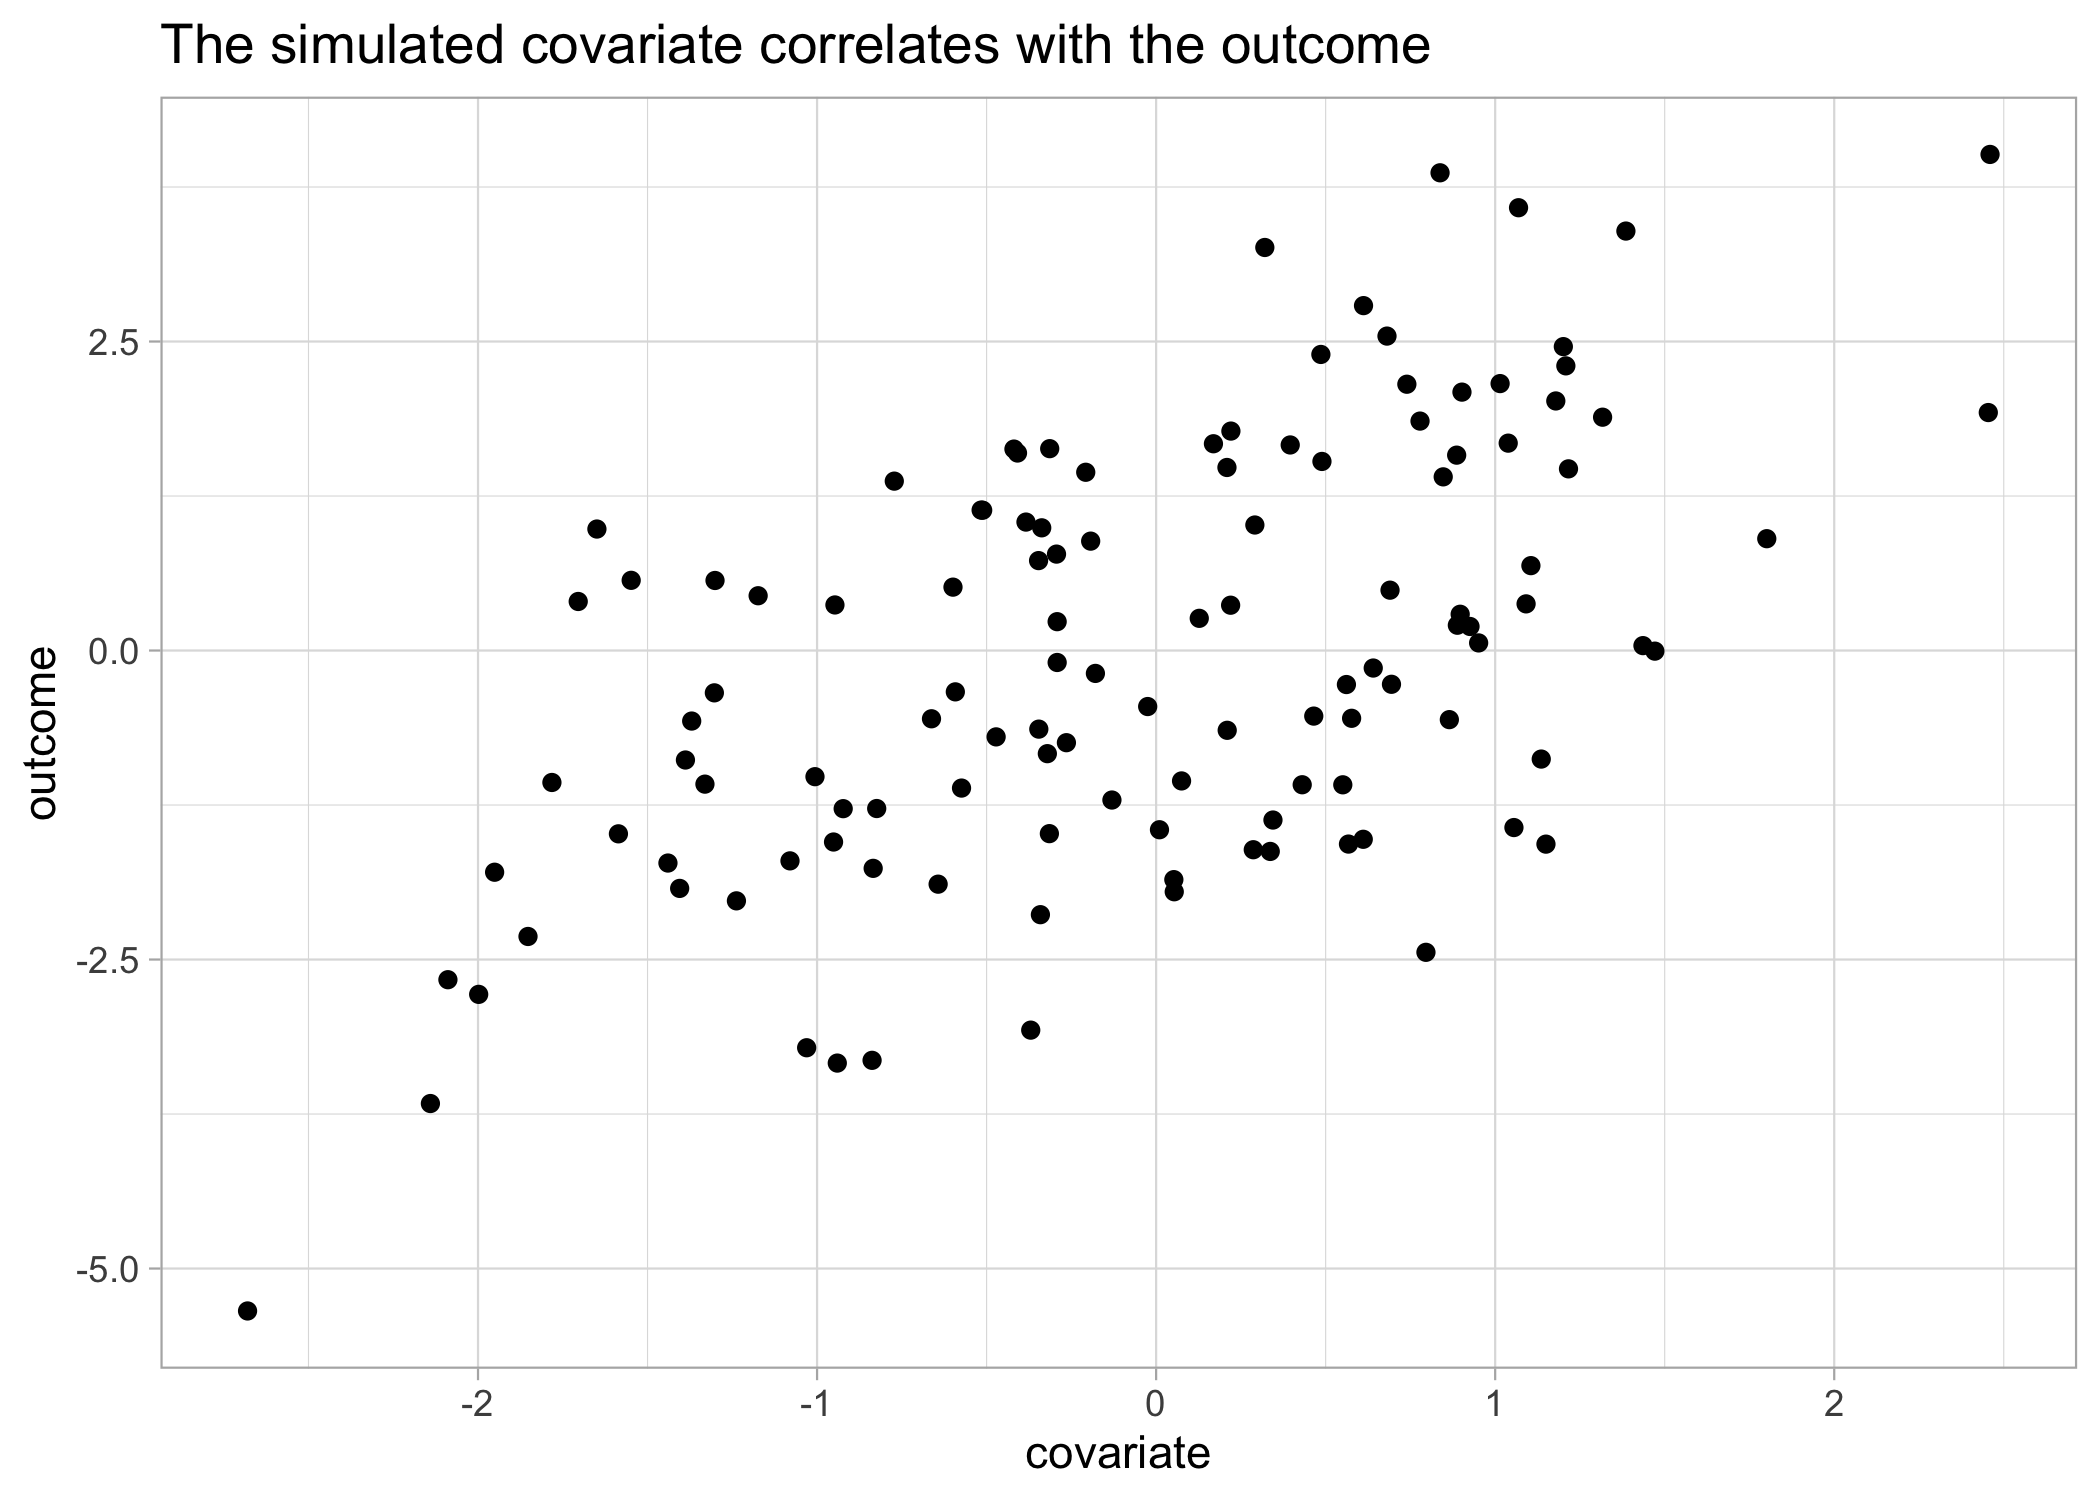 The simulated covariate correlates with the outcome
2.5
0.0
-2.5
-5.0
outcome
-2 -1 0 1 2
covariate